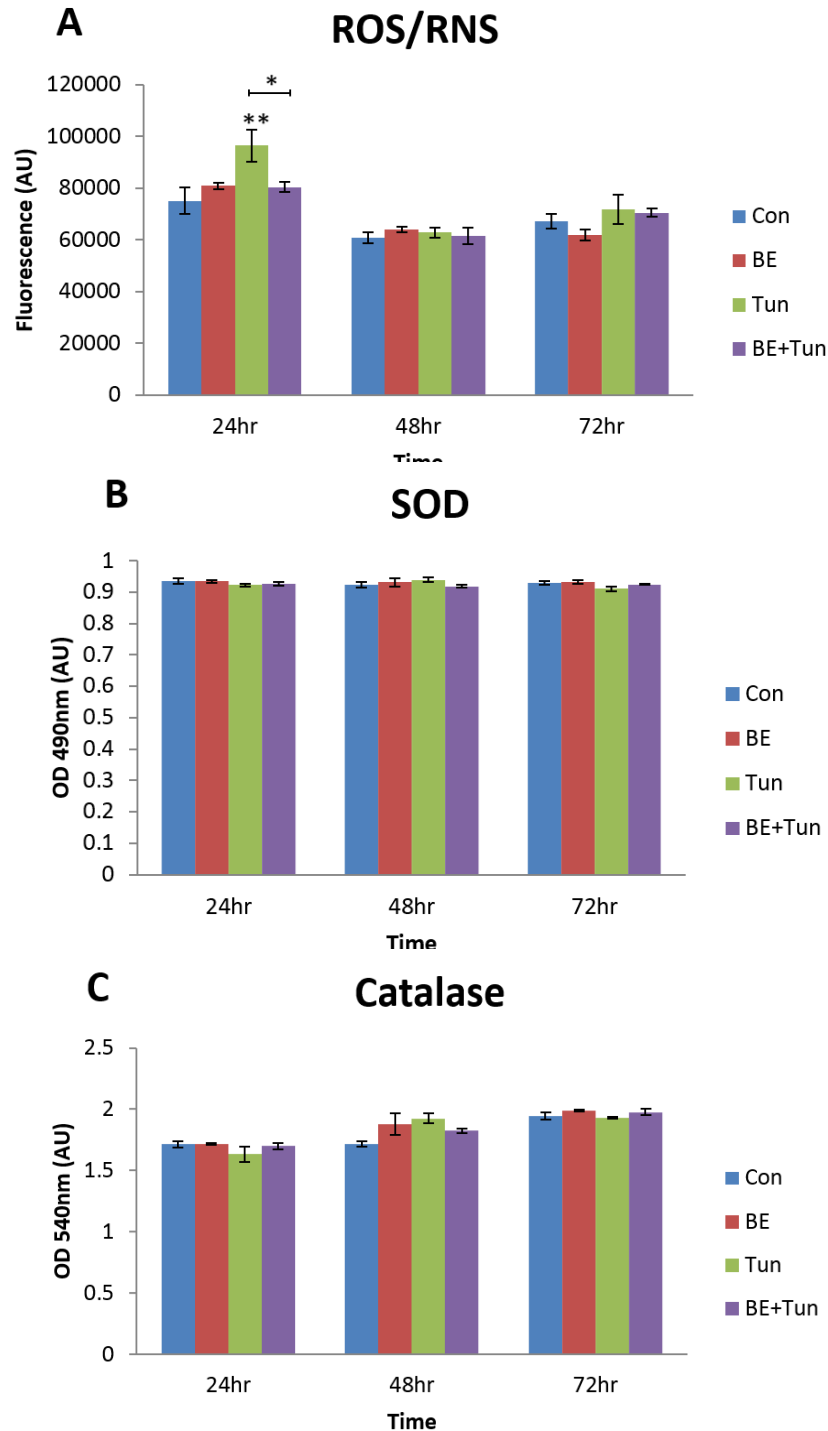 A
ROS/RNS
120000
100000
80000
60000
40000
20000
0
Fluorescence (AU)
*
**
24hr
48hr
72hr
Time
Con
BE
Tun
BE+Tun
B
SOD
1
0.9
0.8
0.7
0.6
0.5
0.4
0.3
0.2
0.1
0
OD 490nm (AU)
24hr
48hr
72hr
Time
Con
BE
Tun
BE+Tun
C
Catalase
2.5
2
1.5
1
0.5
0
OD 540nm (AU)
24hr
48hr
72hr
Time
Con
BE
Tun
BE+Tun